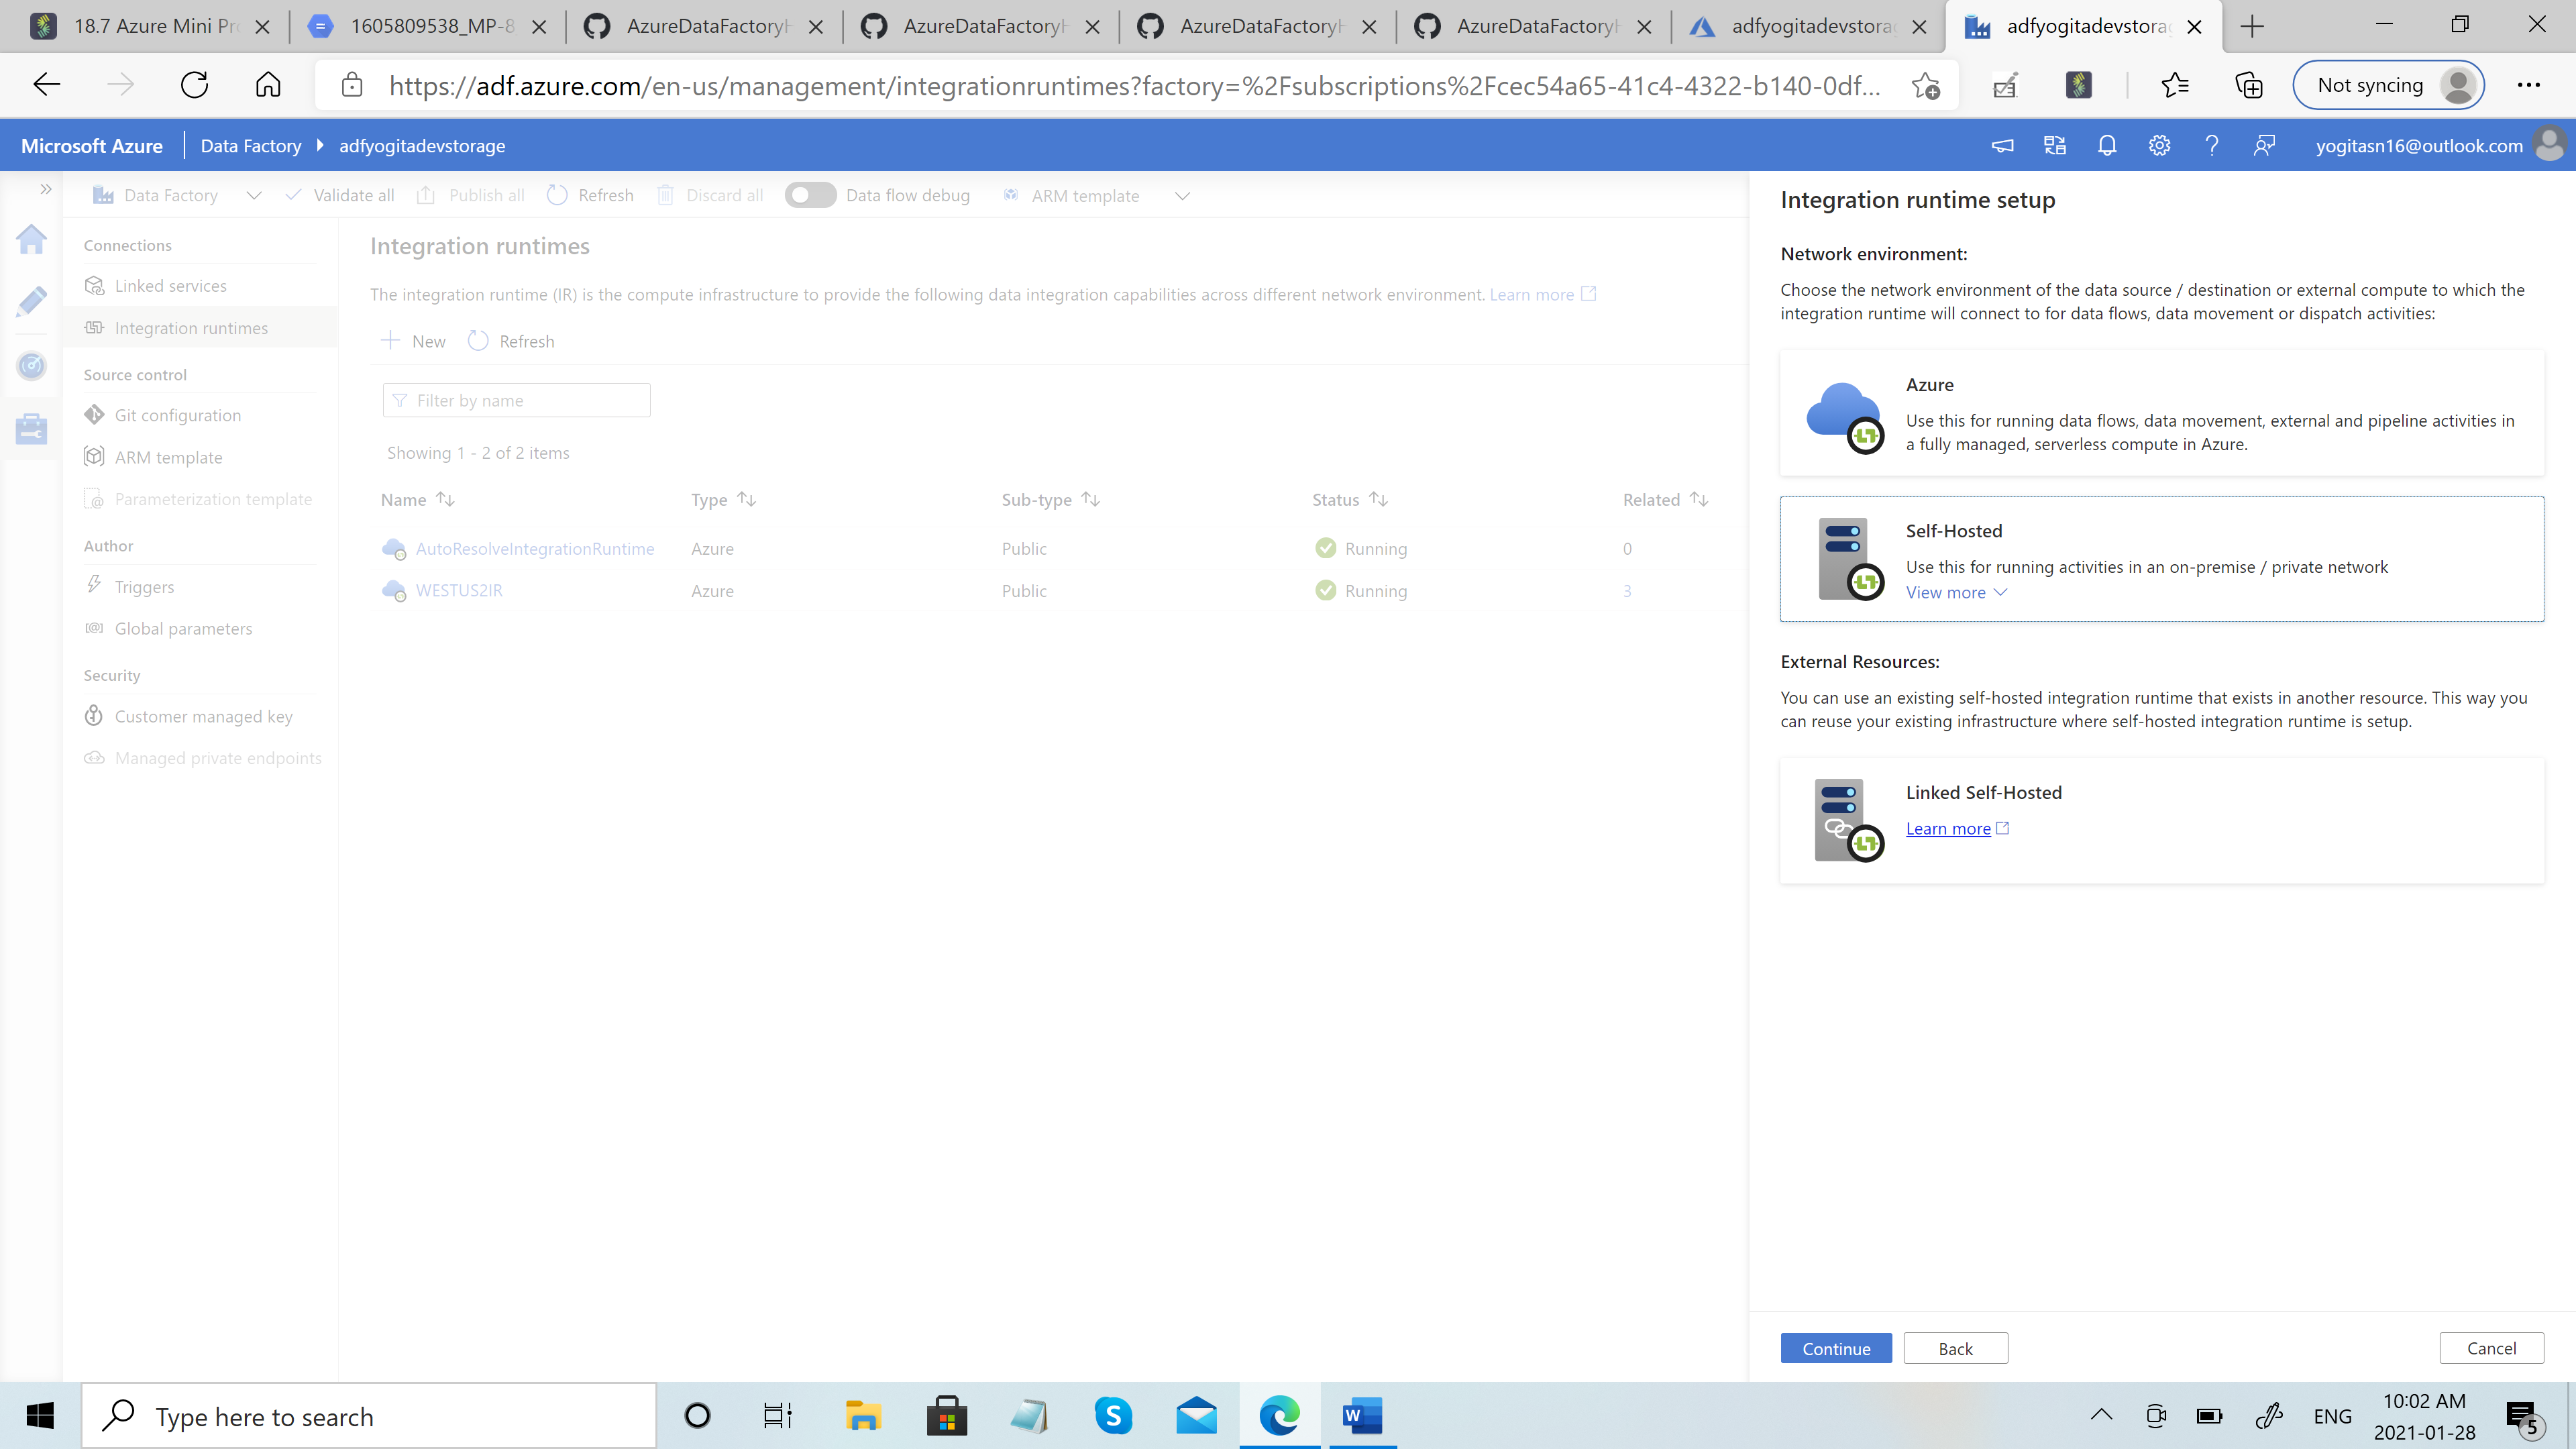 18.7 Azure Mini Pr
1605809538_MP-8
AzureDataFactory
AzureDataFactory
AzureDataFactory
AzureDataFactory
adfyogitadevstora
adfyogitadevstora
https://adf.azure.com/en-us/management/integrationruntimes?factory=%2Fsubscriptions%2Fcec54a65-41c4-4322-b140-0df...
Not syncing
Microsoft Azure
Data Factory
adfyogitadevstorage
yogitasn16@outlook.com
Data Factory
Validate all
Publish all
Refresh
Discard all
Data flow debug
ARM template
Connections
Linked services
Integration runtimes
Source control
Git configuration
ARM template
Parameterization template
Author
Triggers
Global parameters
Security
Customer managed key
Managed private endpoints
Integration runtimes
The integration runtime (IR) is the compute infrastructure to provide the following data integration capabilities across different network environment. Learn more
New
Refresh
Filter by name
Showing 1 - 2 of 2 items
Name Type Sub-type Status Related
AutoResolveIntegrationRuntime Azure Public Running 0
WESTUS2IR Azure Public Running 3
Integration runtime setup
Network environment:
Choose the network environment of the data source / destination or external compute to which the
integration runtime will connect to for data flows, data movement or dispatch activities:
Azure
Use this for running data flows, data movement, external and pipeline activities in
a fully managed, serverless compute in Azure.
Self-Hosted
Use this for running activities in an on-premise / private network
View more
External Resources:
You can use an existing self-hosted integration runtime that exists in another resource. This way you
can reuse your existing infrastructure where self-hosted integration runtime is setup.
Linked Self-Hosted
Learn more
Continue
Back
Cancel
Type here to search
ENG
10:02 AM
2021-01-28
5